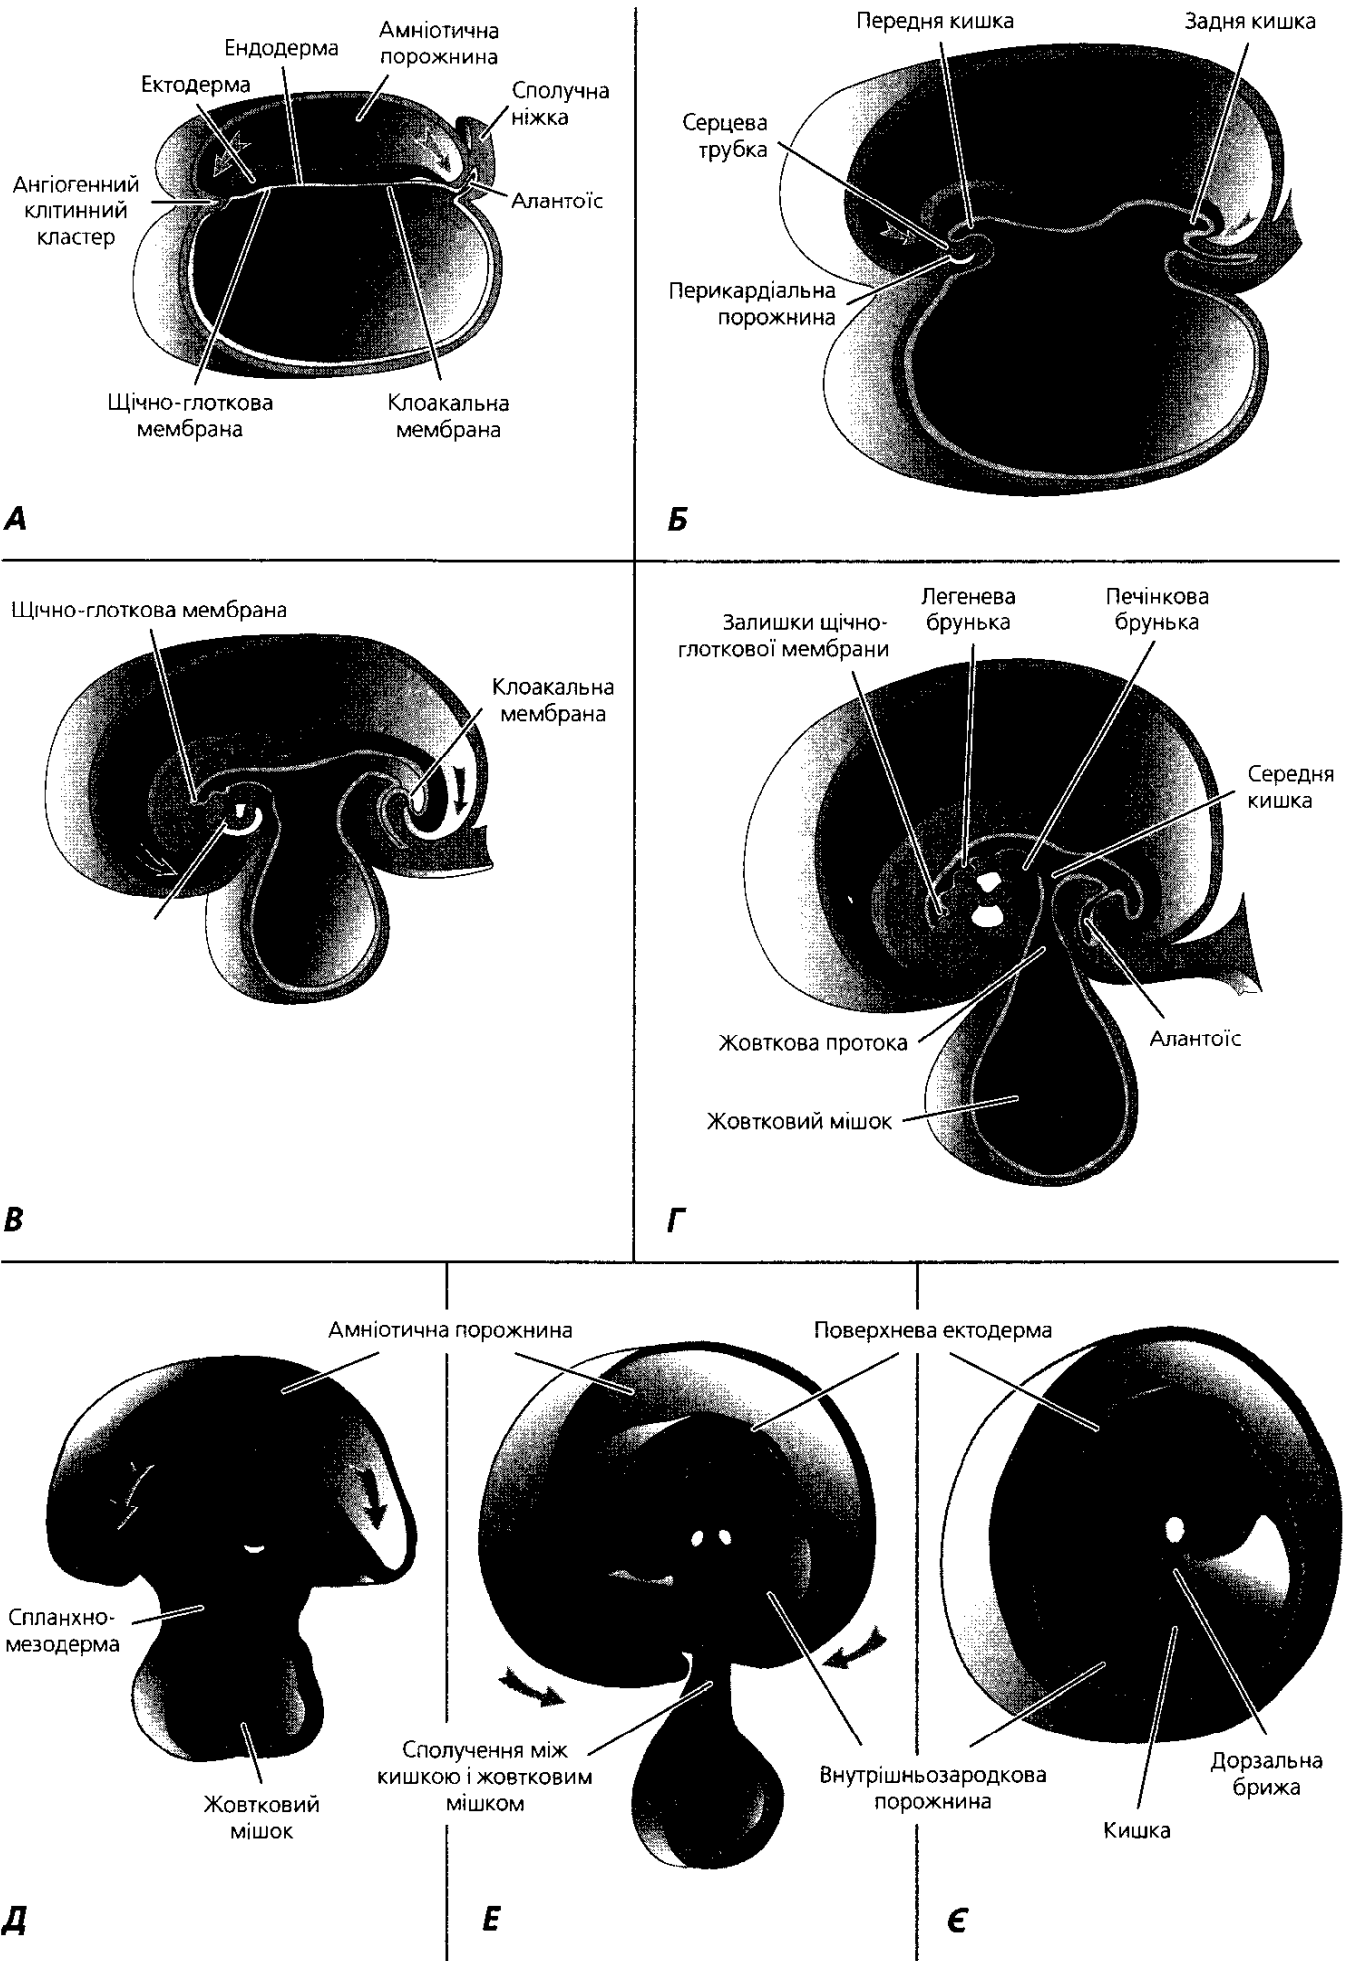 Амніотична
порожнина
Ендодерма
Ектодерма
Сполучна
ніжка
Ангіогенний
клітинний
кластер
Алантоїс
Щічно-глоткова
мембрана
Клоакальна
мембрана
А
Передня кишка
Задня кишка
Серцева
трубка
Перикардіальна
порожнина
Б
Щічно-глоткова мембрана
Клоакальна
мембрана
В
Залишки щічно-
глоткової мембрани
Легенева
брунька
Печінкова
брунька
Середня
кишка
Жовткова протока
Алантоїс
Жовтковий мішок
Г
Амніотична порожнина
Поверхнева ектодерма
Спланхно-
мезодерма
Жовтковий
мішок
Сполучення між
кишкою і жовтковим
мішком
Внутрішньозародкова
порожнина
Дорзальна
брижа
Кишка
Д
Е
Є